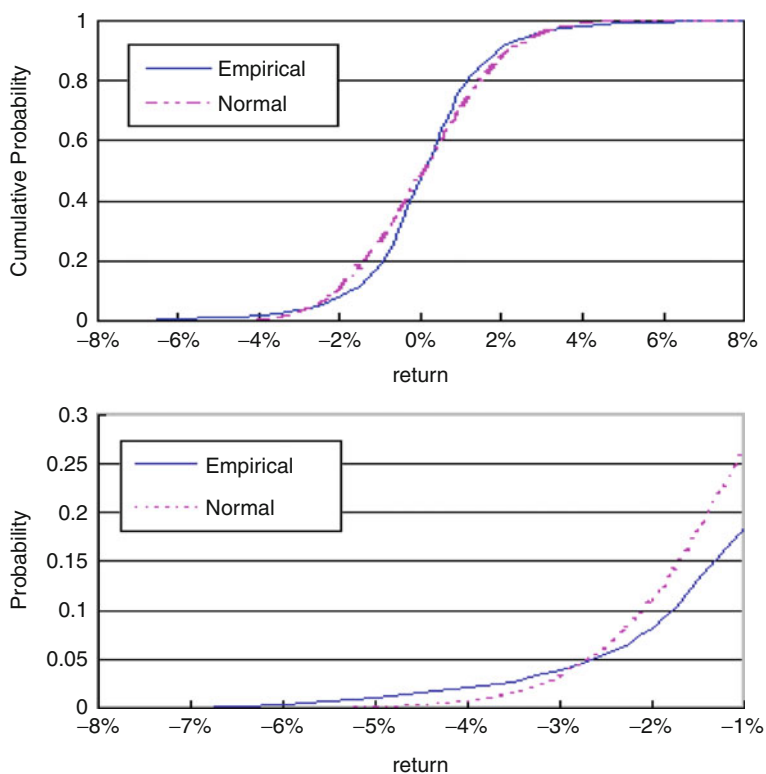 1
0.8
0.6
0.4
0.2
0
Cumulative Probability
Empirical
Normal
–8% –6% –4% –2% 0% 2% 4% 6% 8%
return
0.3
0.25
0.2
0.15
0.1
0.05
0
Probability
Empirical
Normal
–8% –7% –6% –5% –4% –3% –2% –1%
return